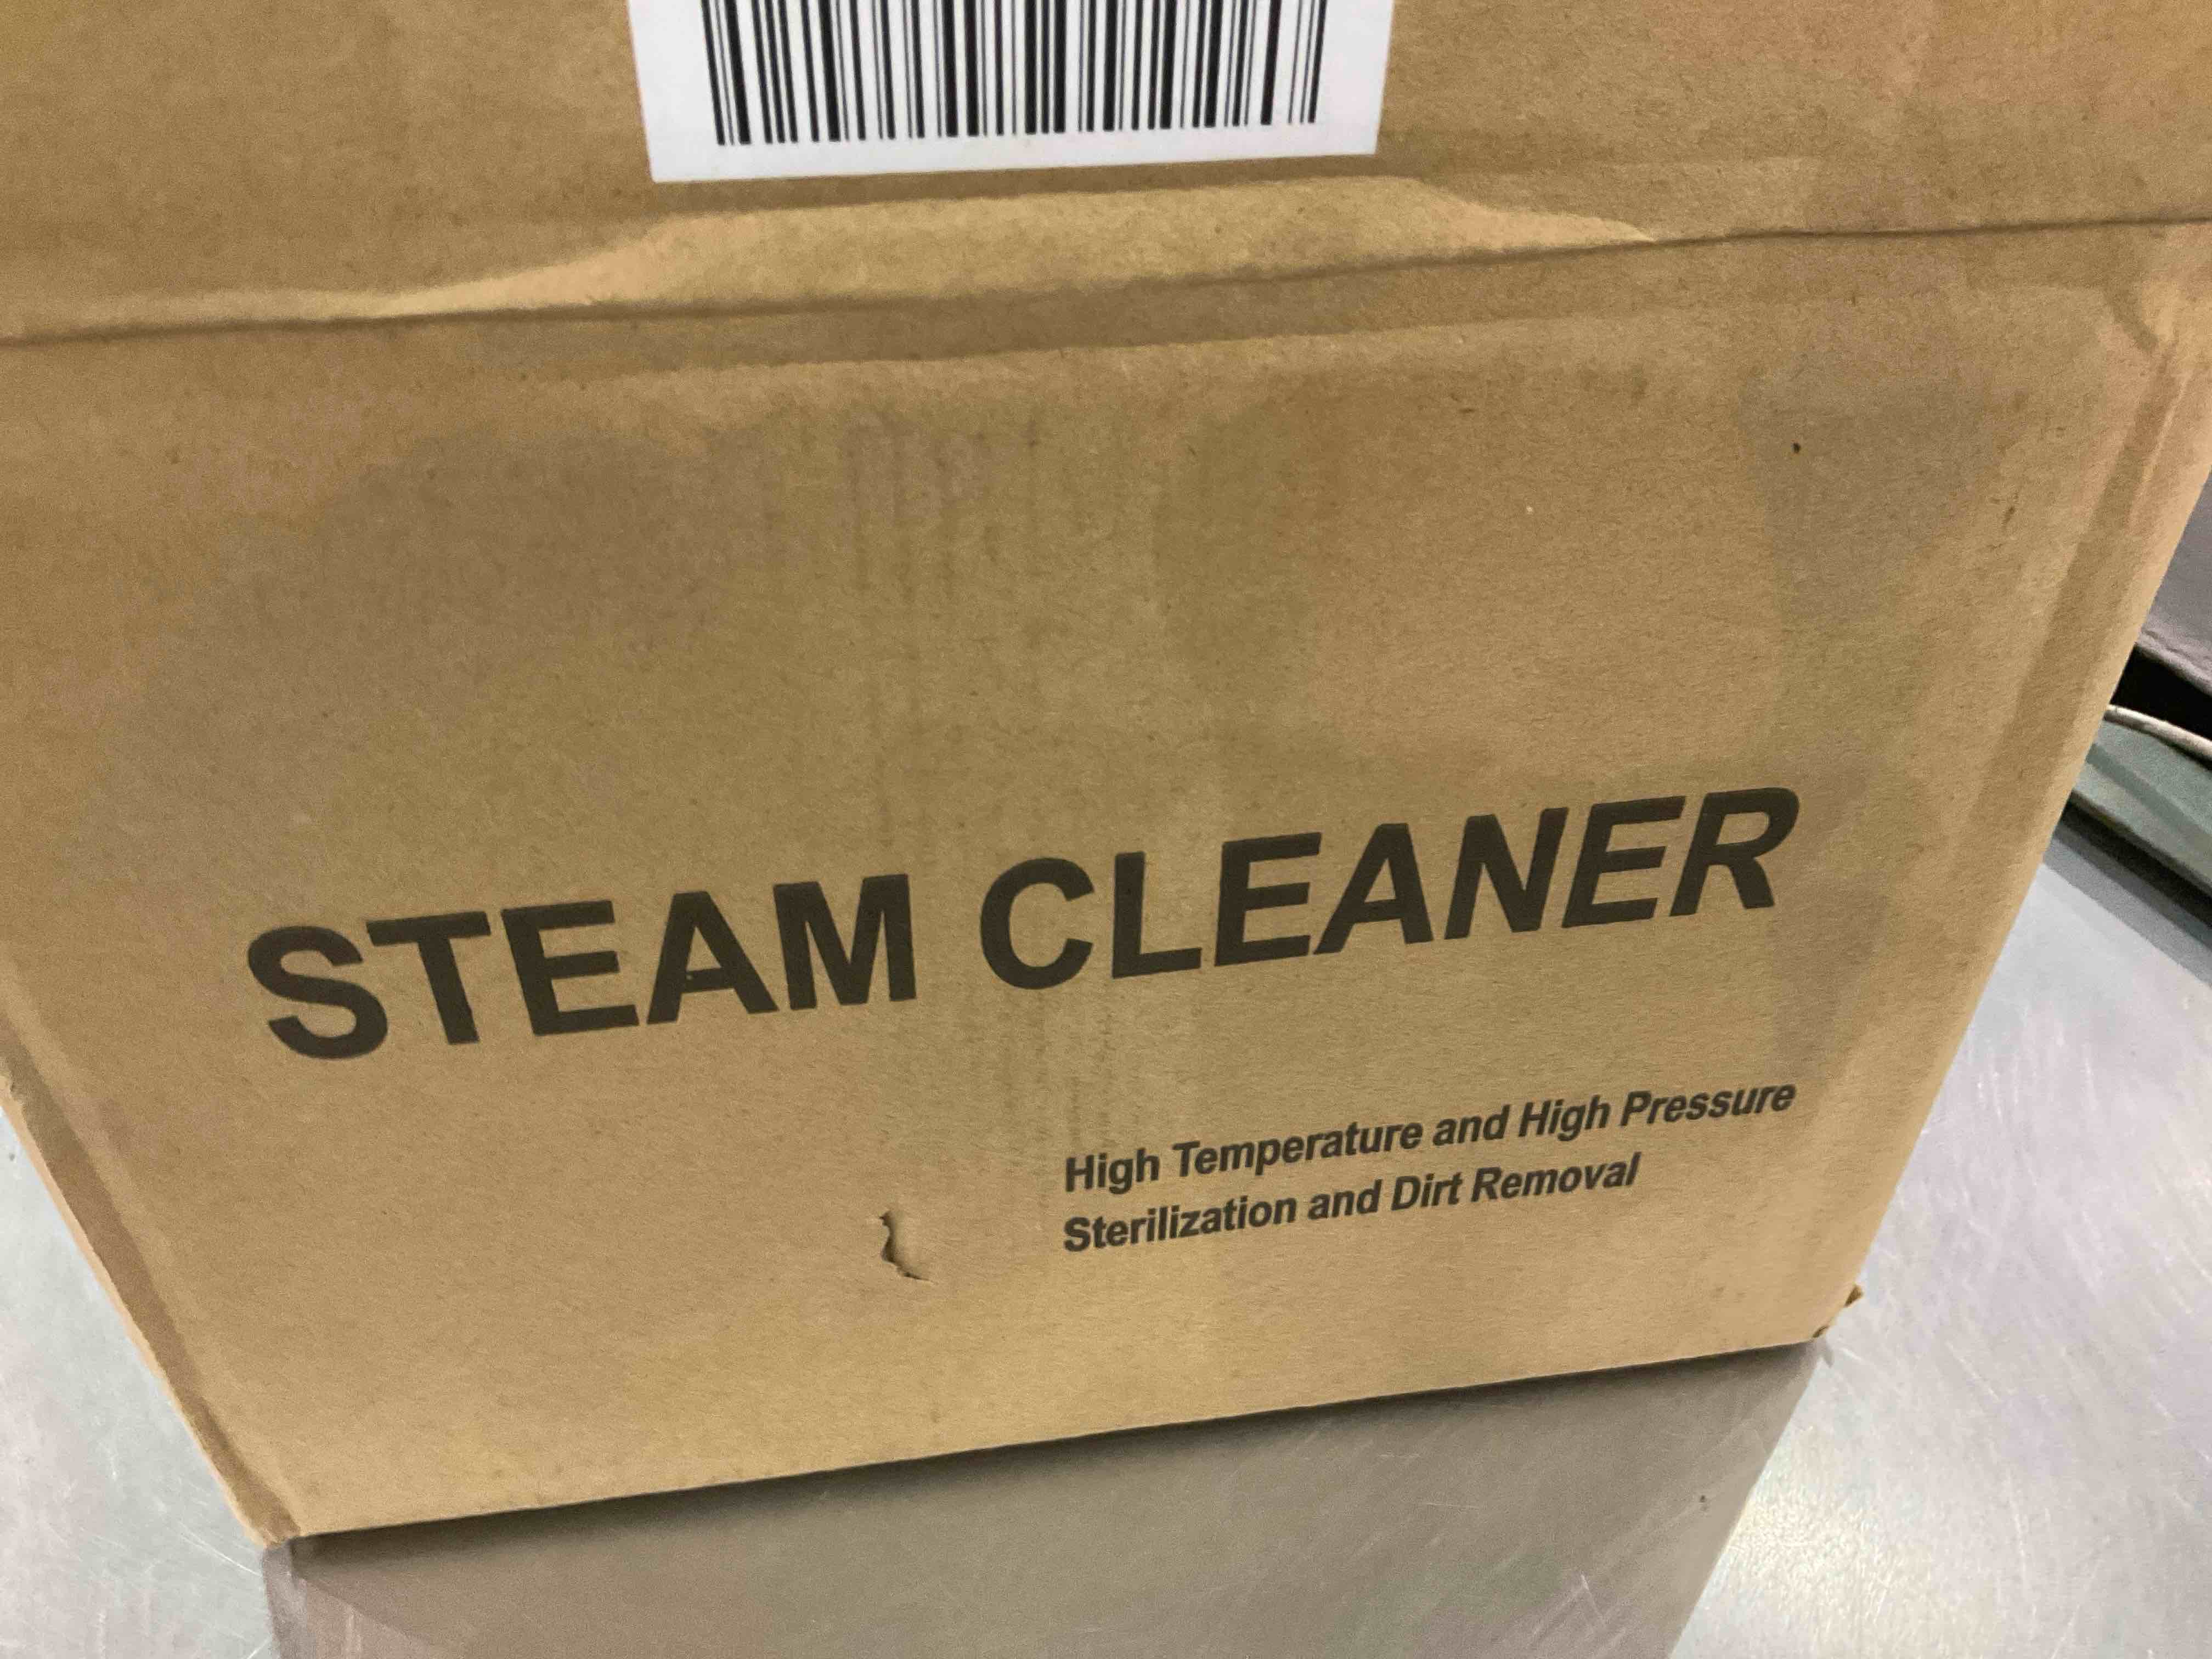 STEAM CLEANER
High Temperature and High Pressure
Sterilization and Dirt Removal